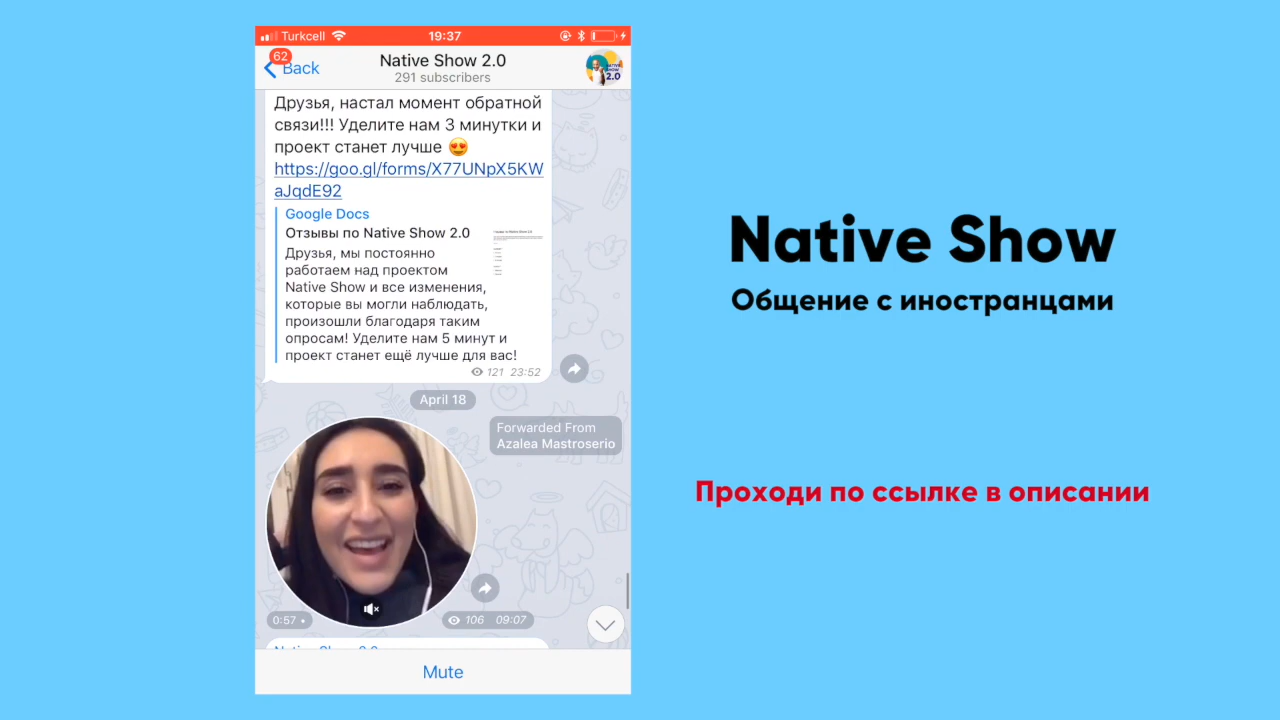 Turkcell
19:37
62
Back
Native Show 2.0
291 subscribers
Друзья, настал момент обратной
связи!!! Уделите нам 3 минутки и
проект станет лучше 😍
https://goo.gl/forms/X77UNpX5KW
aJqdE92
Google Docs
Отзывы по Native Show 2.0
Друзья, мы постоянно
работаем над проектом
Native Show и все изменения,
которые вы могли наблюдать,
произошли благодаря таким
опросам! Уделите нам 5 минут и
проект станет ещё лучше для вас!
121 23:52
April 18
Forwarded From
Azalea Mastroserio
0:57
106 09:07
Mute
Native Show
Общение с иностранцами
Проходи по ссылке в описании